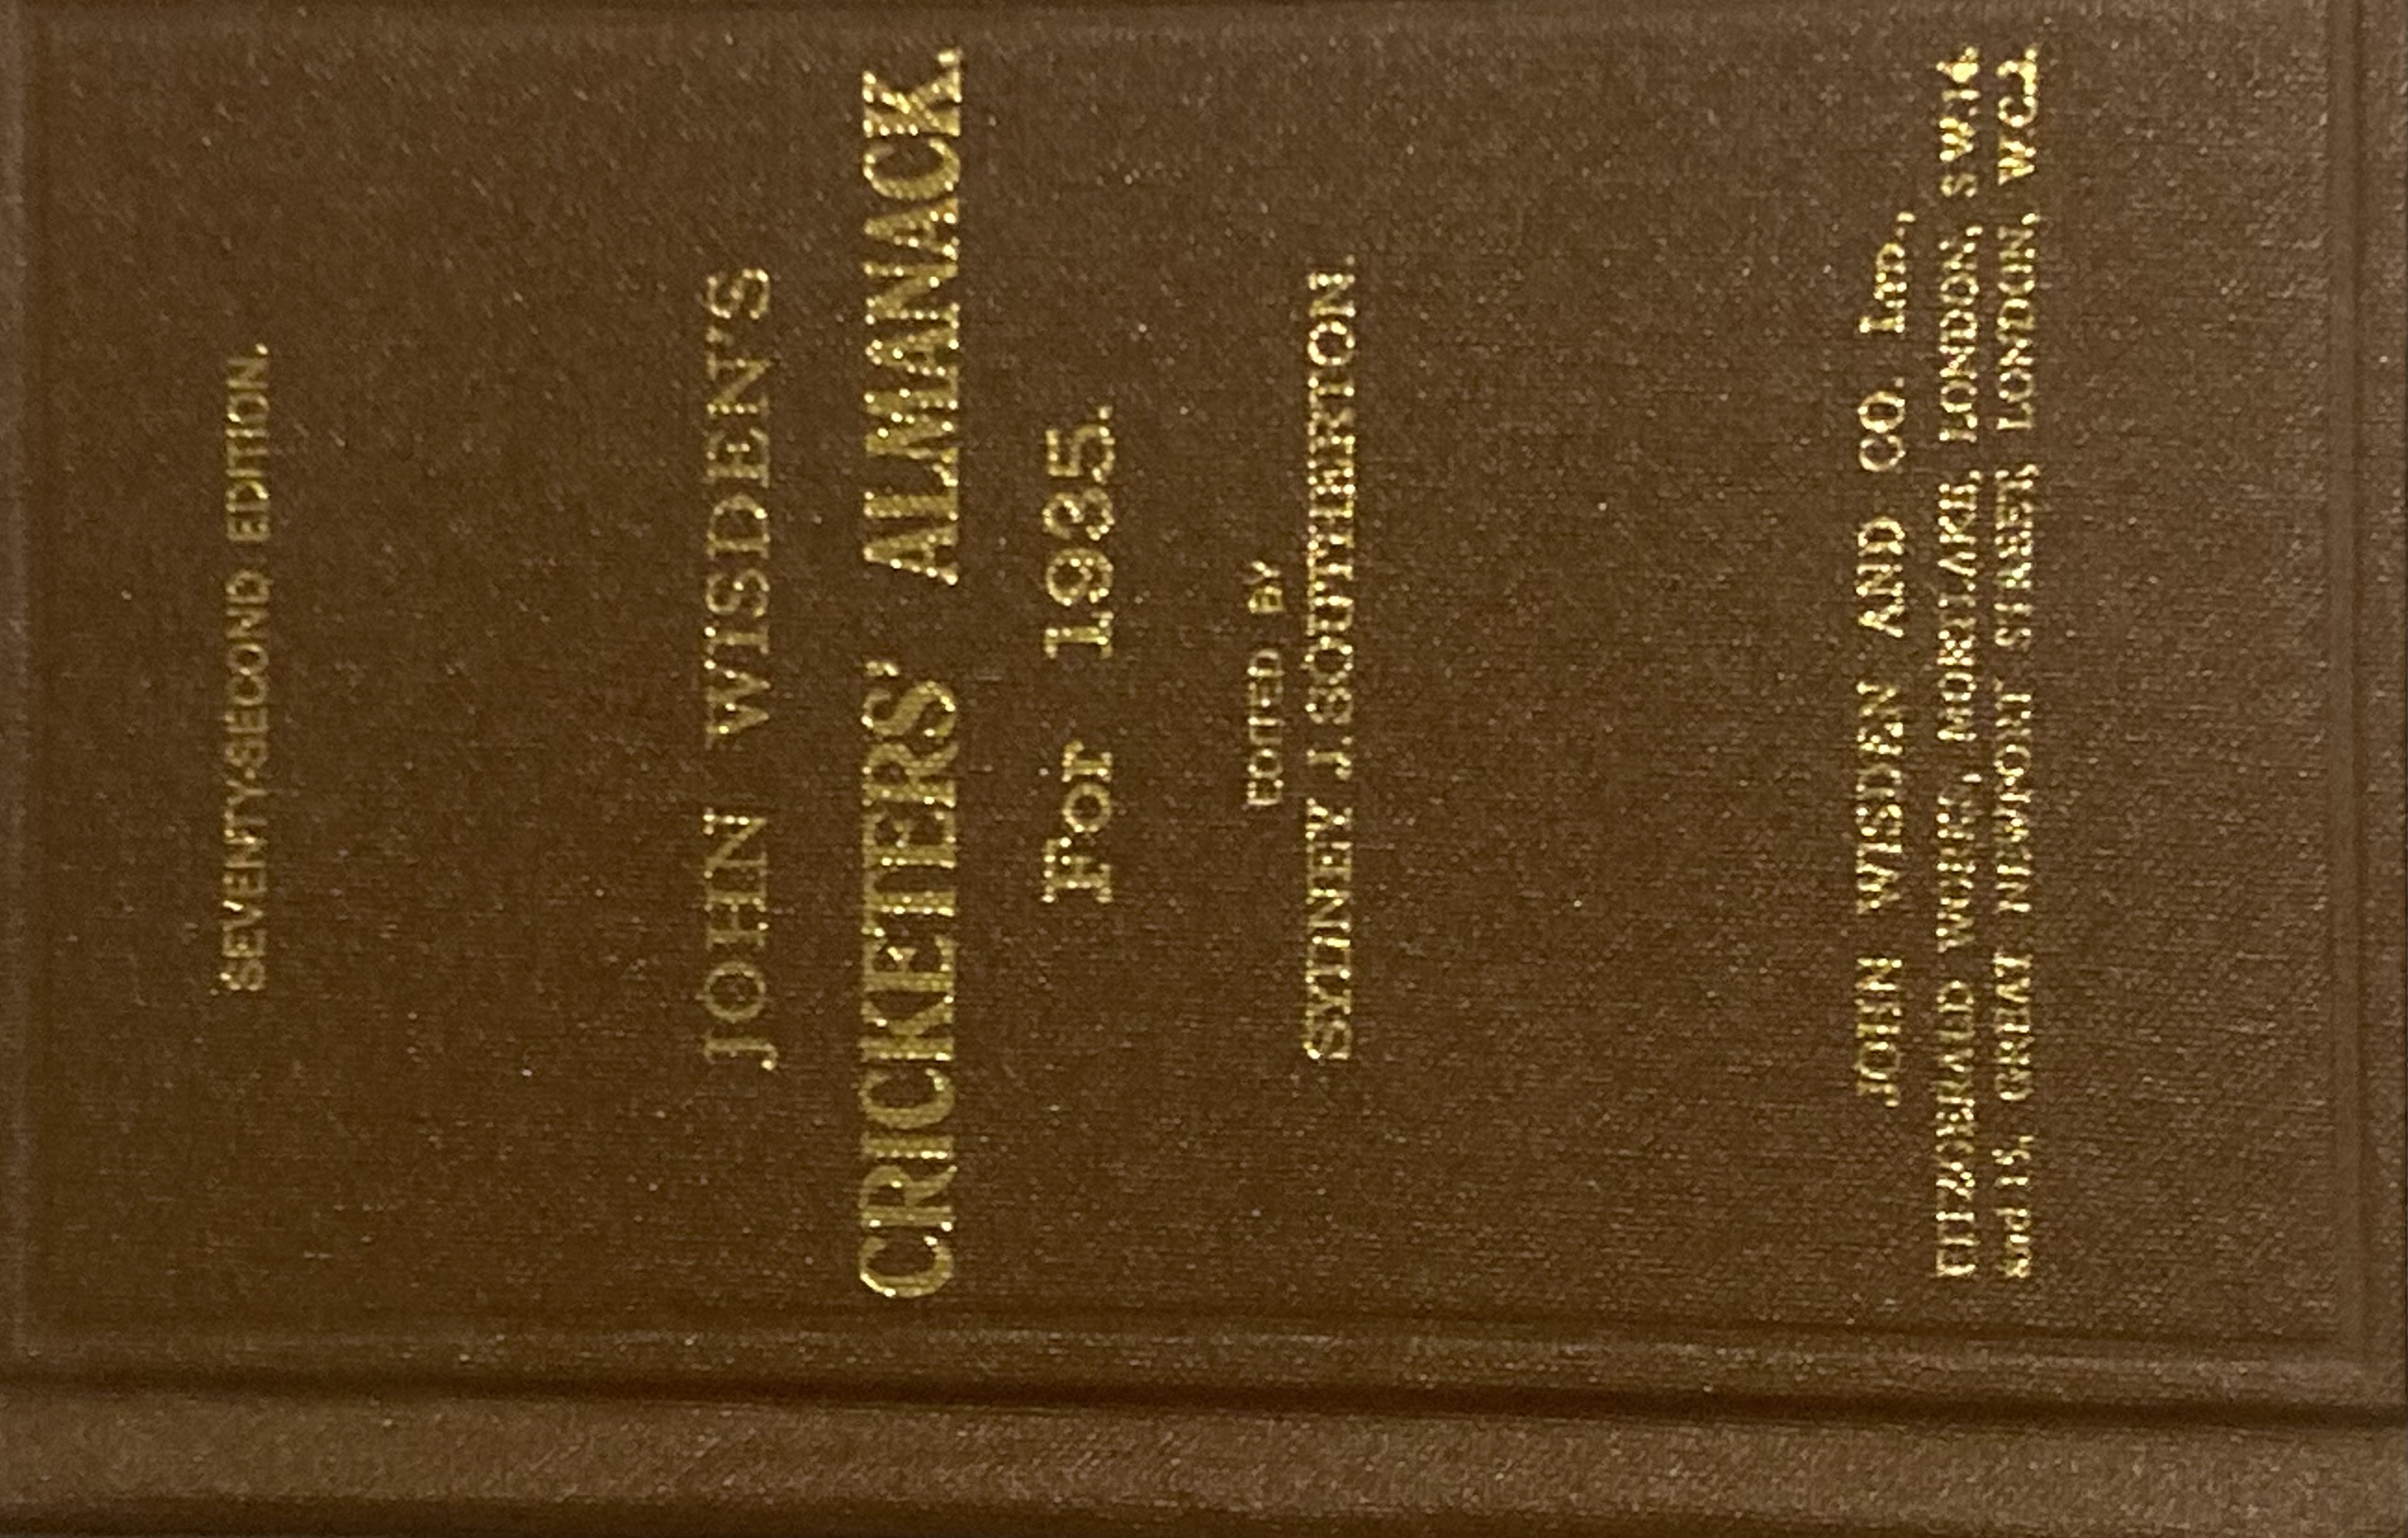 SEVENTY-SECOND EDITION.
JOHN WISDEN'S
CRICKETERS' ALMANACK.
For 1935.
EDITED BY
SYDNEY J. SOUTHERTON.
JOHN WISDEN AND CO. LTD.,
FITZGERALD WORKS, MORTLAKE, LONDON, S.W.14.
and 15, GREAT NEWPORT STREET, LONDON, W.C.2.